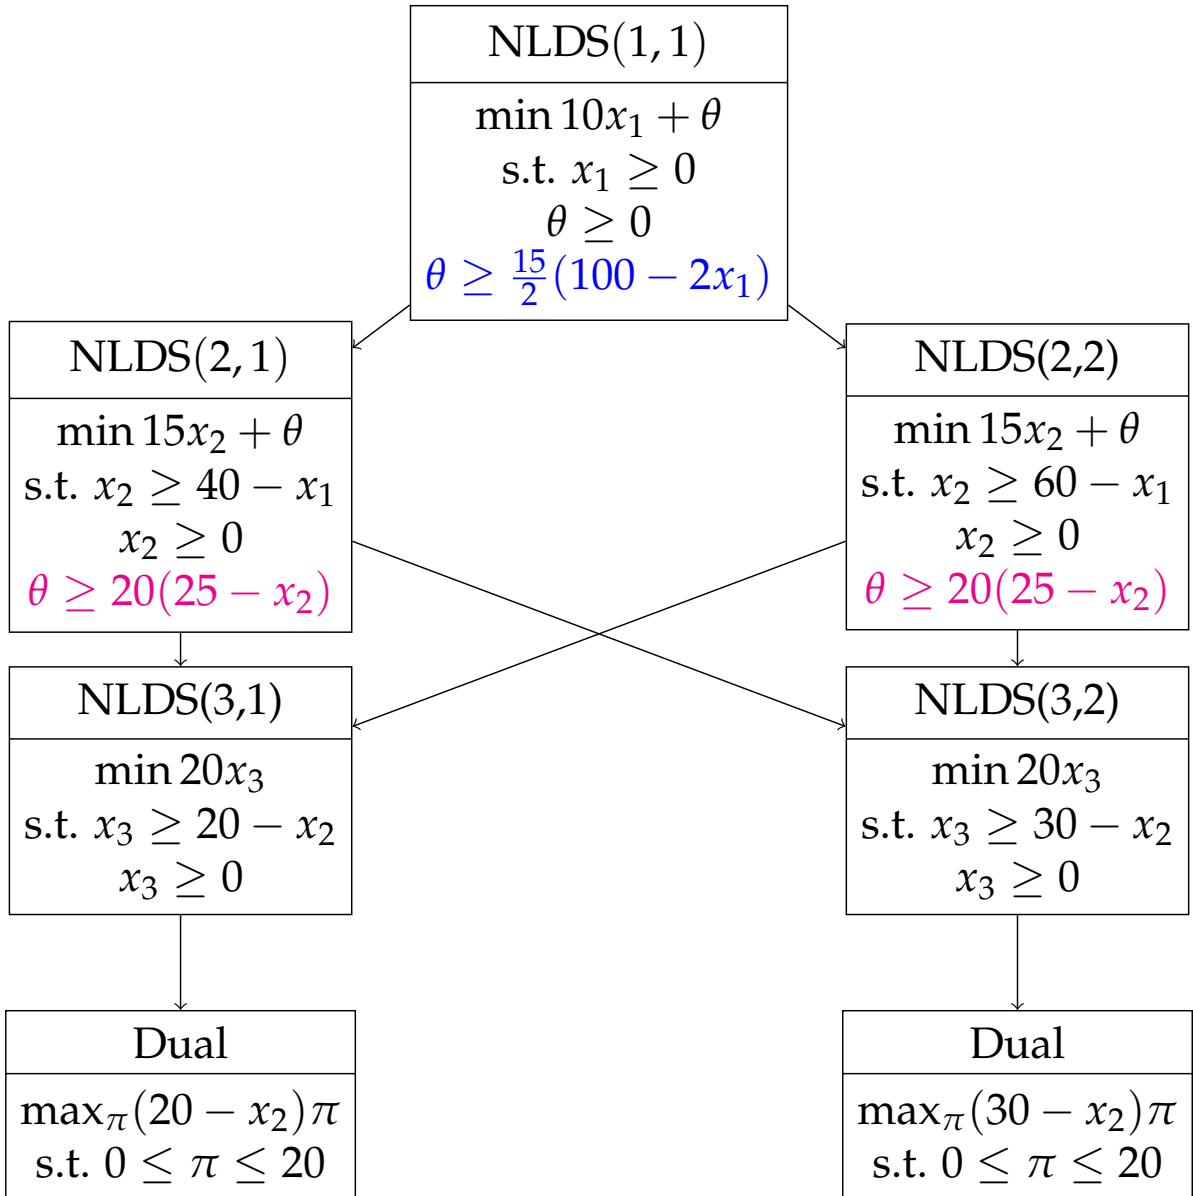 NLDS(1, 1)
min 10x₁ + θ
s.t. x₁ ≥ 0
θ ≥ 0
θ ≥ 15/2 (100 − 2x₁)
NLDS(2, 1)
min 15x₂ + θ
s.t. x₂ ≥ 40 − x₁
x₂ ≥ 0
θ ≥ 20(25 − x₂)
NLDS(2,2)
min 15x₂ + θ
s.t. x₂ ≥ 60 − x₁
x₂ ≥ 0
θ ≥ 20(25 − x₂)
NLDS(3,1)
min 20x₃
s.t. x₃ ≥ 20 − x₂
x₃ ≥ 0
NLDS(3,2)
min 20x₃
s.t. x₃ ≥ 30 − x₂
x₃ ≥ 0
Dual
max_π(20 − x₂)π
s.t. 0 ≤ π ≤ 20
Dual
max_π(30 − x₂)π
s.t. 0 ≤ π ≤ 20